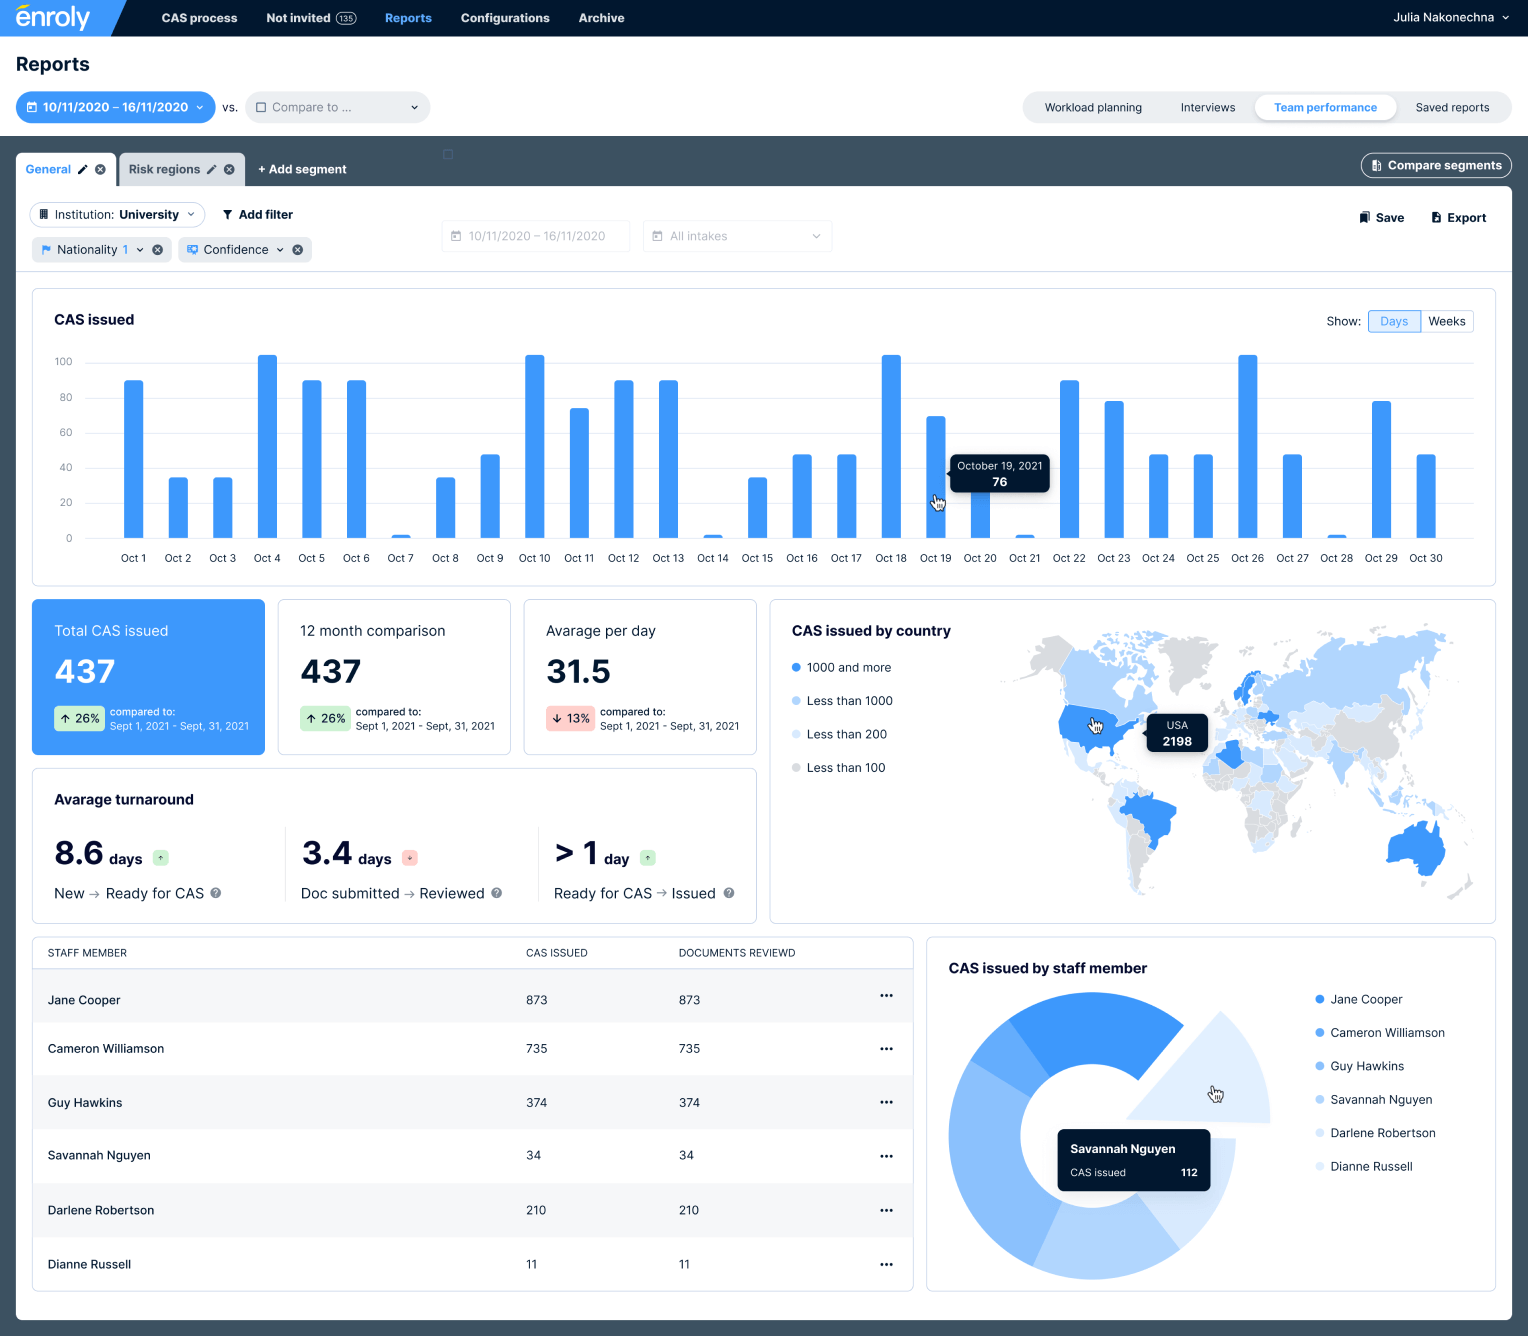 enroly CAS process Not invited 135 Reports Configurations Archive Julia Nakonechna
Reports
10/11/2020 – 16/11/2020 vs. Compare to ... Workload planning Interviews Team performance Saved reports
General Risk regions + Add segment Compare segments
Institution: University Add filter Save Export
10/11/2020 – 16/11/2020 All intakes
Nationality 1 Confidence
CAS issued Show: Days Weeks
100
80
60
40
20
0
October 19, 2021
76
Oct 1 Oct 2 Oct 3 Oct 4 Oct 5 Oct 6 Oct 7 Oct 8 Oct 9 Oct 10 Oct 11 Oct 12 Oct 13 Oct 14 Oct 15 Oct 16 Oct 17 Oct 18 Oct 19 Oct 20 Oct 21 Oct 22 Oct 23 Oct 24 Oct 25 Oct 26 Oct 27 Oct 28 Oct 29 Oct 30
Total CAS issued
437
26% compared to:
Sept 1, 2021 - Sept, 31, 2021
12 month comparison
437
26% compared to:
Sept 1, 2021 - Sept, 31, 2021
Avarage per day
31.5
13% compared to:
Sept 1, 2021 - Sept, 31, 2021
CAS issued by country
1000 and more
Less than 1000
Less than 200
Less than 100
USA
2198
Avarage turnaround
8.6 days
New → Ready for CAS ?
3.4 days
Doc submitted → Reviewed ?
> 1 day
Ready for CAS → Issued ?
STAFF MEMBER CAS ISSUED DOCUMENTS REVIEWD
Jane Cooper 873 873
Cameron Williamson 735 735
Guy Hawkins 374 374
Savannah Nguyen 34 34
Darlene Robertson 210 210
Dianne Russell 11 11
CAS issued by staff member
Savannah Nguyen
CAS issued 112
Jane Cooper
Cameron Williamson
Guy Hawkins
Savannah Nguyen
Darlene Robertson
Dianne Russell